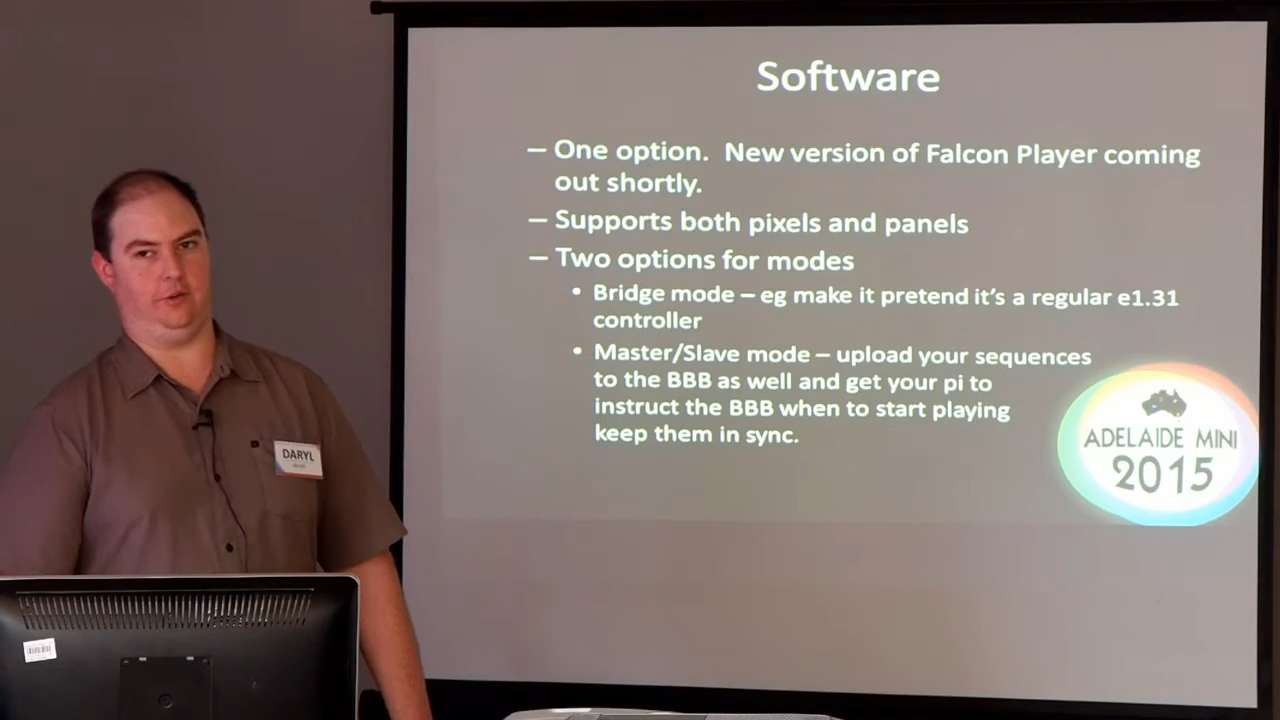 Software
– One option. New version of Falcon Player coming
out shortly.
– Supports both pixels and panels
– Two options for modes
• Bridge mode – eg make it pretend it's a regular e1.31
controller
• Master/Slave mode – upload your sequences
to the BBB as well and get your pi to
instruct the BBB when to start playing
keep them in sync.
ADELAIDE MINI
2015
DARYL